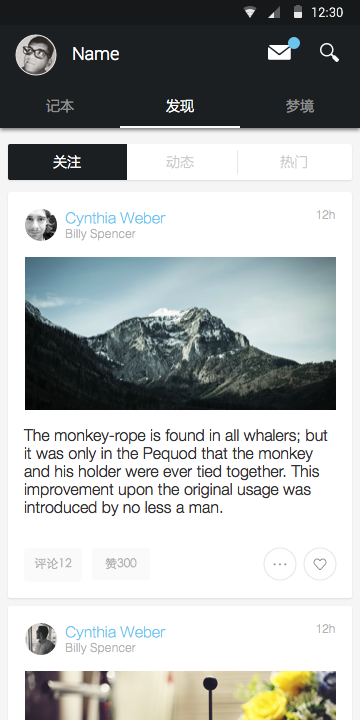 12:30
Name
记本
发现
梦境
关注
动态
热门
Cynthia Weber
12h
Billy Spencer
The monkey-rope is found in all whalers; but
it was only in the Pequod that the monkey
and his holder were ever tied together. This
improvement upon the original usage was
introduced by no less a man.
评论12
赞300
Cynthia Weber
12h
Billy Spencer